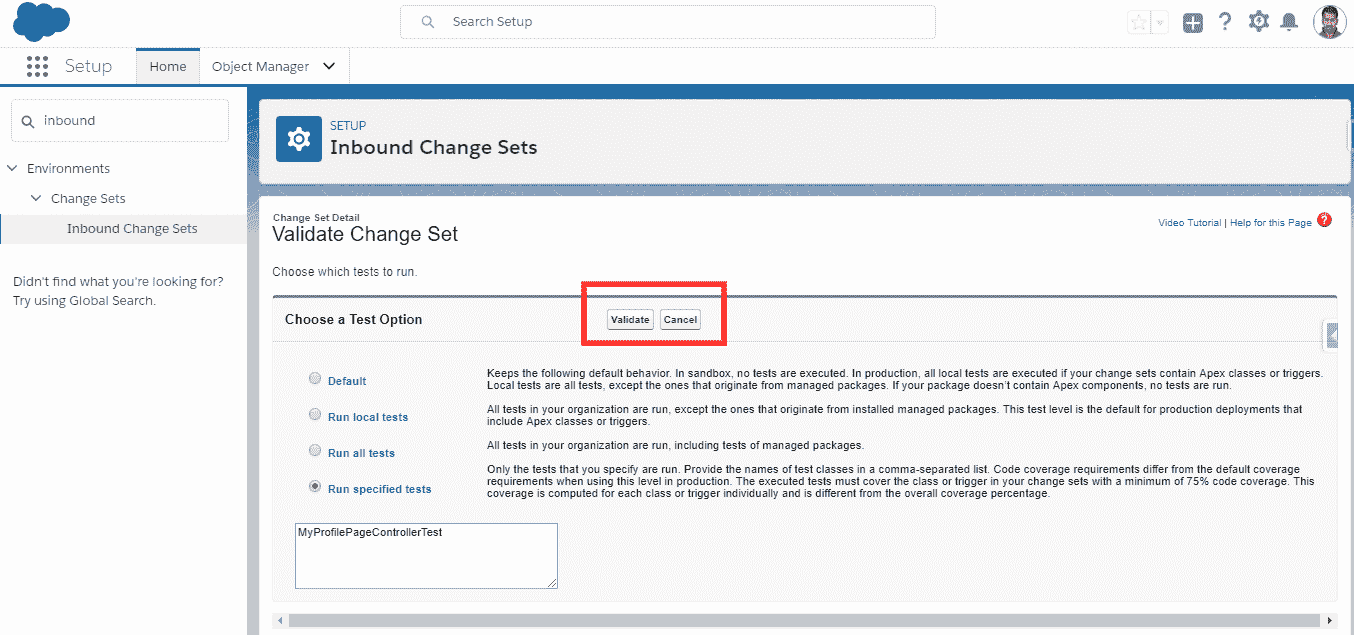 Search Setup
Setup
Home
Object Manager
inbound
Environments
Change Sets
Inbound Change Sets
Didn't find what you're looking for?
Try using Global Search.
SETUP
Inbound Change Sets
Change Set Detail
Validate Change Set
Video Tutorial | Help for this Page ?
Choose which tests to run.
Choose a Test Option
Validate Cancel
Default
Keeps the following default behavior. In sandbox, no tests are executed. In production, all local tests are executed if your change sets contain Apex classes or triggers.
Local tests are all tests, except the ones that originate from managed packages. If your package doesn't contain Apex components, no tests are run.
Run local tests
All tests in your organization are run, except the ones that originate from installed managed packages. This test level is the default for production deployments that
include Apex classes or triggers.
Run all tests
All tests in your organization are run, including tests of managed packages.
Run specified tests
Only the tests that you specify are run. Provide the names of test classes in a comma-separated list. Code coverage requirements differ from the default coverage
requirements when using this level in production. The executed tests must cover the class or trigger in your change sets with a minimum of 75% code coverage. This
coverage is computed for each class or trigger individually and is different from the overall coverage percentage.
MyProfilePageControllerTest